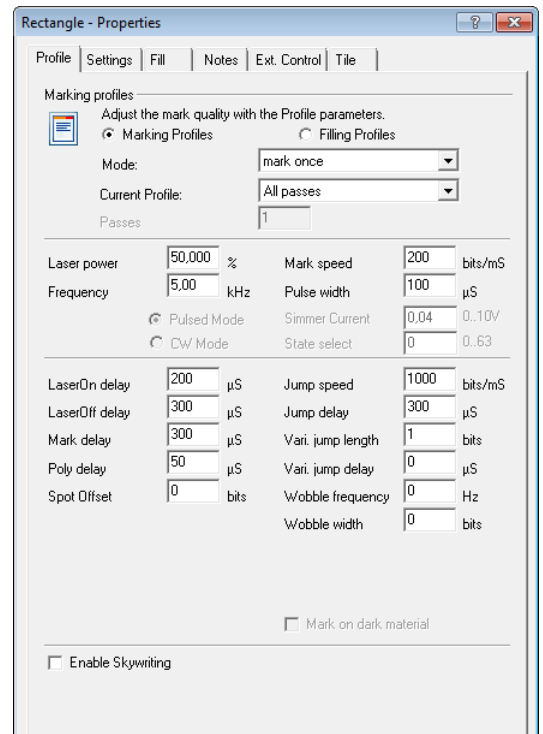 Rectangle - Properties
Profile Settings Fill Notes Ext. Control Tile
Marking profiles
Adjust the mark quality with the Profile parameters.
Marking Profiles Filling Profiles
Mode: mark once
Current Profile: All passes
Passes 1
Laser power 50,000 % Mark speed 200 bits/mS
Frequency 5,00 kHz Pulse width 100 µS
Pulsed Mode Simmer Current 0,04 0..10V
CW Mode State select 0 0..63
LaserOn delay 200 µS Jump speed 1000 bits/mS
LaserOff delay 300 µS Jump delay 300 µS
Mark delay 300 µS Vari. jump length 1 bits
Poly delay 50 µS Vari. jump delay 0 µS
Spot Offset 0 bits Wobble frequency 0 Hz
Wobble width 0 bits
Mark on dark material
Enable Skywriting